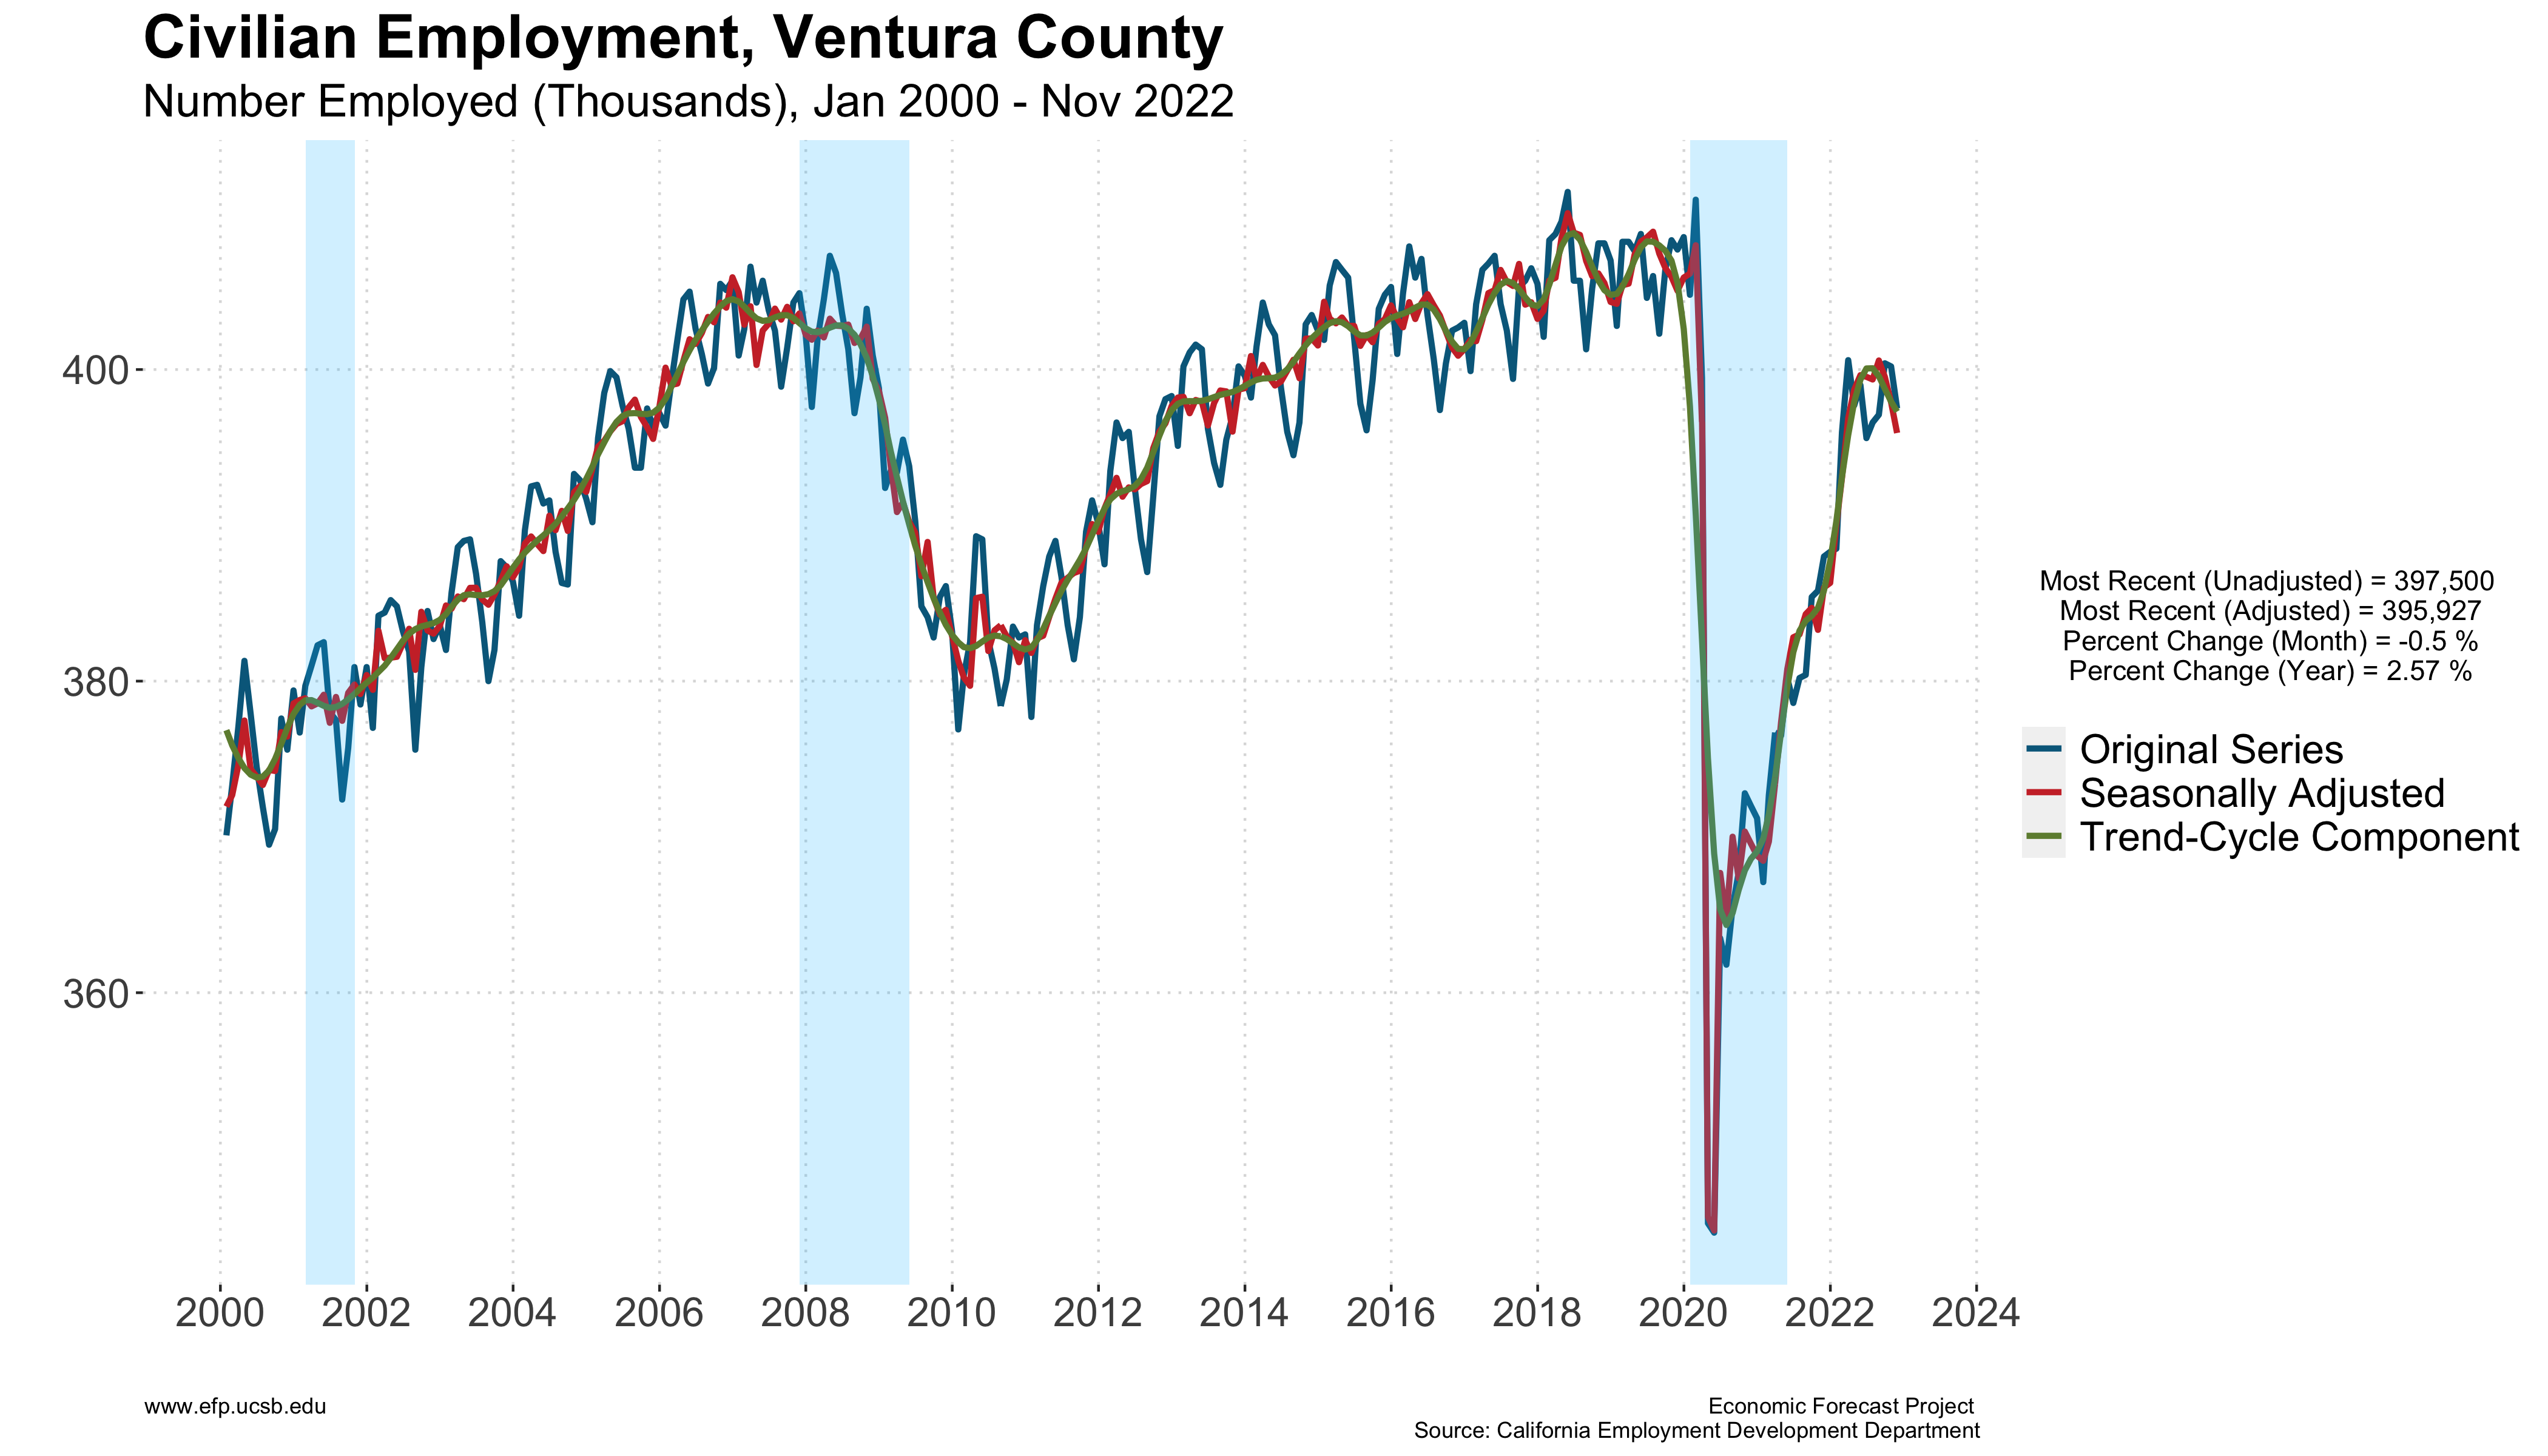 Civilian Employment, Ventura County
Number Employed (Thousands), Jan 2000 - Nov 2022
400
380
360
2000 2002 2004 2006 2008 2010 2012 2014 2016 2018 2020 2022 2024
Most Recent (Unadjusted) = 397,500
Most Recent (Adjusted) = 395,927
Percent Change (Month) = -0.5 %
Percent Change (Year) = 2.57 %
Original Series
Seasonally Adjusted
Trend-Cycle Component
www.efp.ucsb.edu
Economic Forecast Project
Source: California Employment Development Department